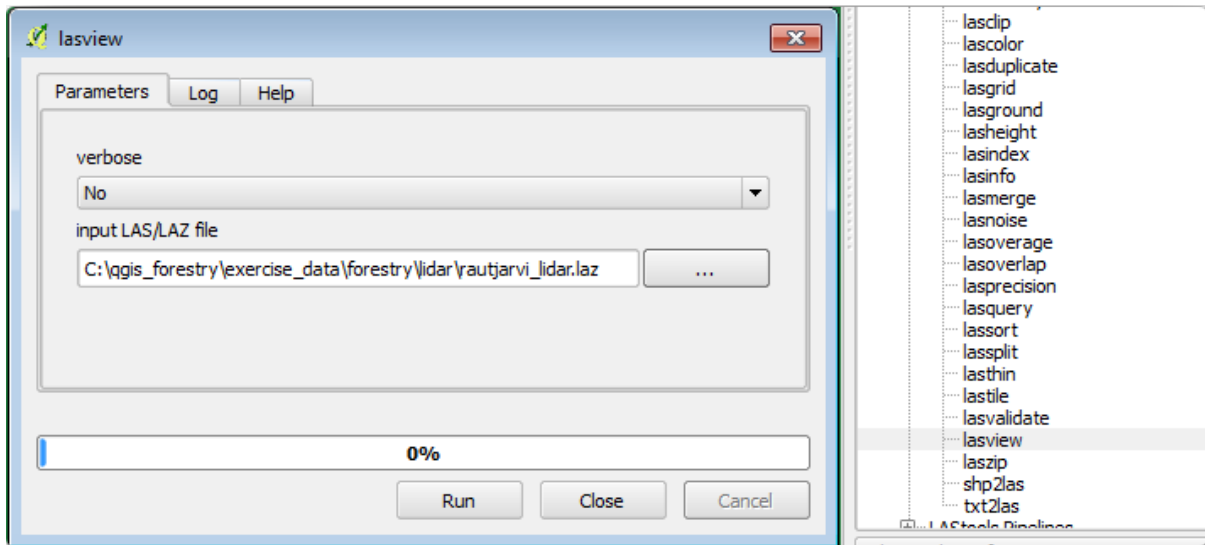 lasview
Parameters
Log
Help
verbose
No
input LAS/LAZ file
C:\qgis_forestry\exercise_data\forestry\lidar\rautjarvi_lidar.laz
...
0%
Run
Close
Cancel
lasclip
lascolor
lasduplicate
lasgrid
lasground
lasheight
lasindex
lasinfo
lasmerge
lasnoise
lasoverage
lasoverlap
lasprecision
lasquery
lassort
lassplit
lasthin
lastile
lasvalidate
lasview
laszip
shp2las
txt2las
LAStools Pipelines